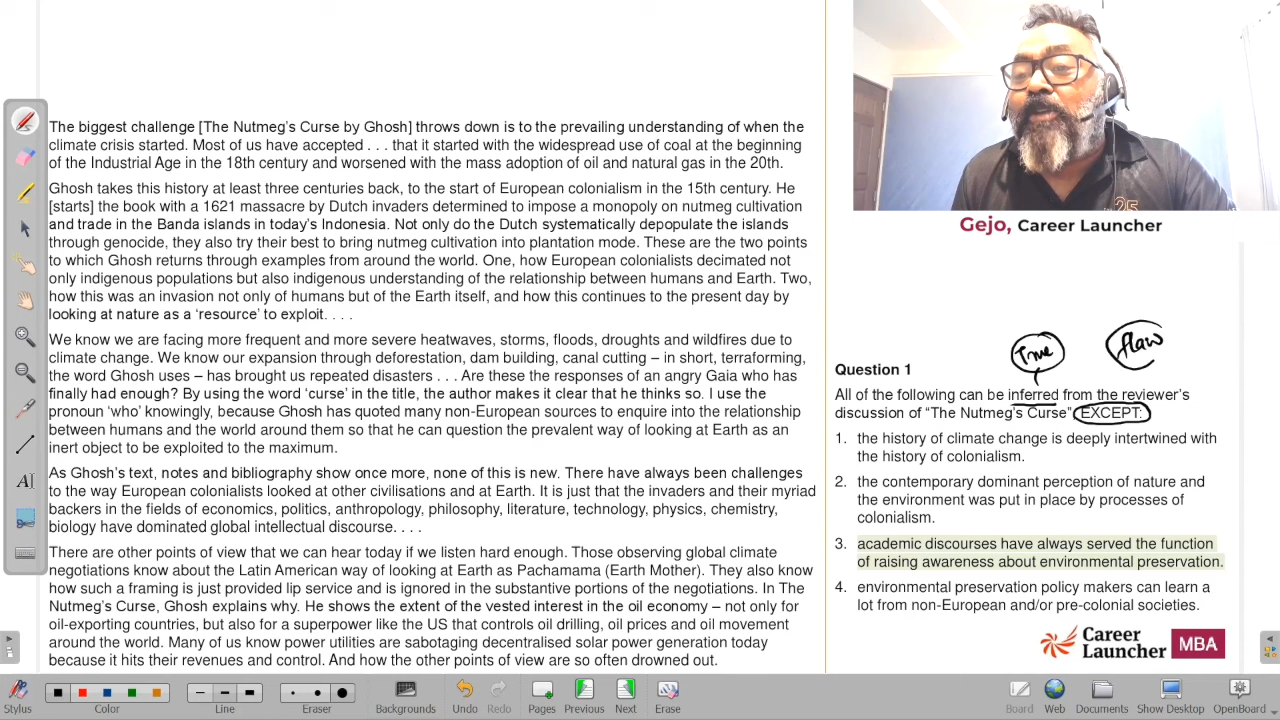 The biggest challenge [The Nutmeg's Curse by Ghosh] throws down is to the prevailing understanding of when the
climate crisis started. Most of us have accepted . . . that it started with the widespread use of coal at the beginning
of the Industrial Age in the 18th century and worsened with the mass adoption of oil and natural gas in the 20th.
Ghosh takes this history at least three centuries back, to the start of European colonialism in the 15th century. He
[starts] the book with a 1621 massacre by Dutch invaders determined to impose a monopoly on nutmeg cultivation
and trade in the Banda islands in today's Indonesia. Not only do the Dutch systematically depopulate the islands
through genocide, they also try their best to bring nutmeg cultivation into plantation mode. These are the two points
to which Ghosh returns through examples from around the world. One, how European colonialists decimated not
only indigenous populations but also indigenous understanding of the relationship between humans and Earth. Two,
how this was an invasion not only of humans but of the Earth itself, and how this continues to the present day by
looking at nature as a 'resource' to exploit. . . .
We know we are facing more frequent and more severe heatwaves, storms, floods, droughts and wildfires due to
climate change. We know our expansion through deforestation, dam building, canal cutting – in short, terraforming,
the word Ghosh uses – has brought us repeated disasters . . . Are these the responses of an angry Gaia who has
finally had enough? By using the word 'curse' in the title, the author makes it clear that he thinks so. I use the
pronoun 'who' knowingly, because Ghosh has quoted many non-European sources to enquire into the relationship
between humans and the world around them so that he can question the prevalent way of looking at Earth as an
inert object to be exploited to the maximum.
As Ghosh's text, notes and bibliography show once more, none of this is new. There have always been challenges
to the way European colonialists looked at other civilisations and at Earth. It is just that the invaders and their myriad
backers in the fields of economics, politics, anthropology, philosophy, literature, technology, physics, chemistry,
biology have dominated global intellectual discourse. . . .
There are other points of view that we can hear today if we listen hard enough. Those observing global climate
negotiations know about the Latin American way of looking at Earth as Pachamama (Earth Mother). They also know
how such a framing is just provided lip service and is ignored in the substantive portions of the negotiations. In The
Nutmeg's Curse, Ghosh explains why. He shows the extent of the vested interest in the oil economy – not only for
oil-exporting countries, but also for a superpower like the US that controls oil drilling, oil prices and oil movement
around the world. Many of us know power utilities are sabotaging decentralised solar power generation today
because it hits their revenues and control. And how the other points of view are so often drowned out.
25
Gejo, Career Launcher
True flaw
Question 1
All of the following can be inferred from the reviewer's
discussion of "The Nutmeg's Curse" EXCEPT:
1. the history of climate change is deeply intertwined with
the history of colonialism.
2. the contemporary dominant perception of nature and
the environment was put in place by processes of
colonialism.
3. academic discourses have always served the function
of raising awareness about environmental preservation.
4. environmental preservation policy makers can learn a
lot from non-European and/or pre-colonial societies.
Career
Launcher MBA
Stylus Color Line Eraser Backgrounds Undo Redo Pages Previous Next Erase Board Web Documents Show Desktop OpenBoard